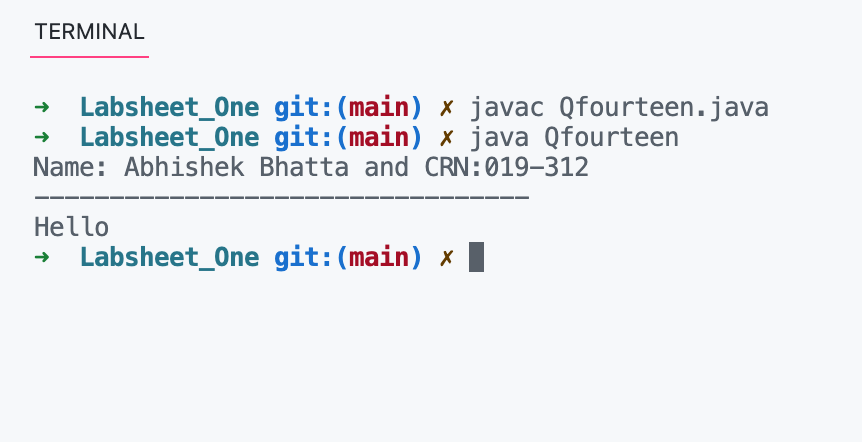 TERMINAL
➜  Labsheet_One git:(main) ✗ javac Qfourteen.java
➜  Labsheet_One git:(main) ✗ java Qfourteen
Name: Abhishek Bhatta and CRN:019-312
---------------------------------
Hello
➜  Labsheet_One git:(main) ✗